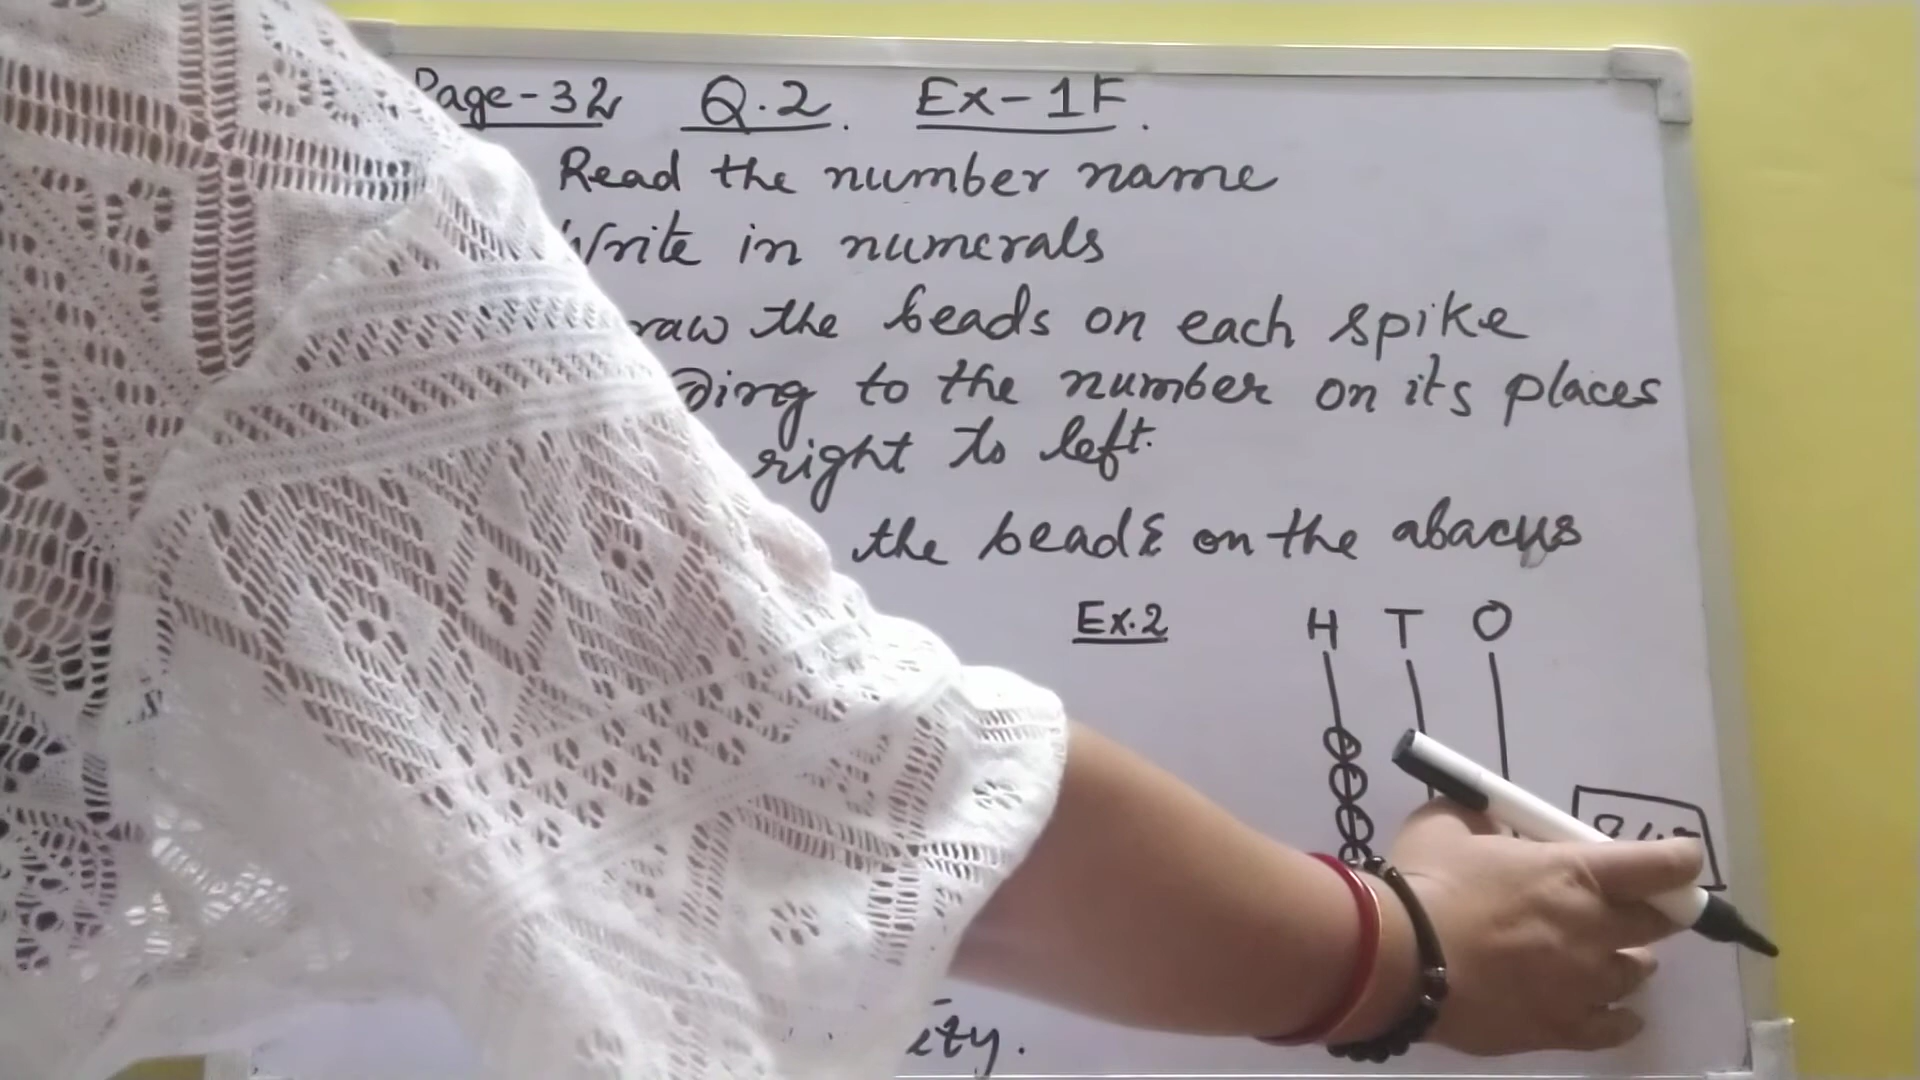 Page-32 Q.2. Ex-1F.
Read the number name
Write in numerals
raw the beads on each spike
ding to the number on its places
right to left.
the beads on the abacus
Ex.2 H T O